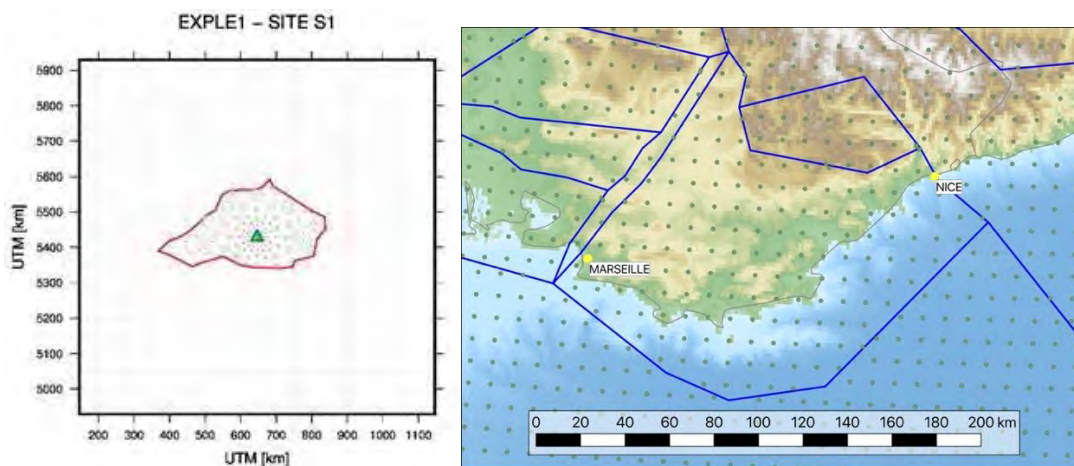 EXPLE1 – SITE S1
5900
5800
5700
5600
5500
5400
5300
5200
5100
5000
UTM [km]
200 300 400 500 600 700 800 900 1000 1100
UTM [km]
NICE
MARSEILLE
0 20 40 60 80 100 120 140 160 180 200 km